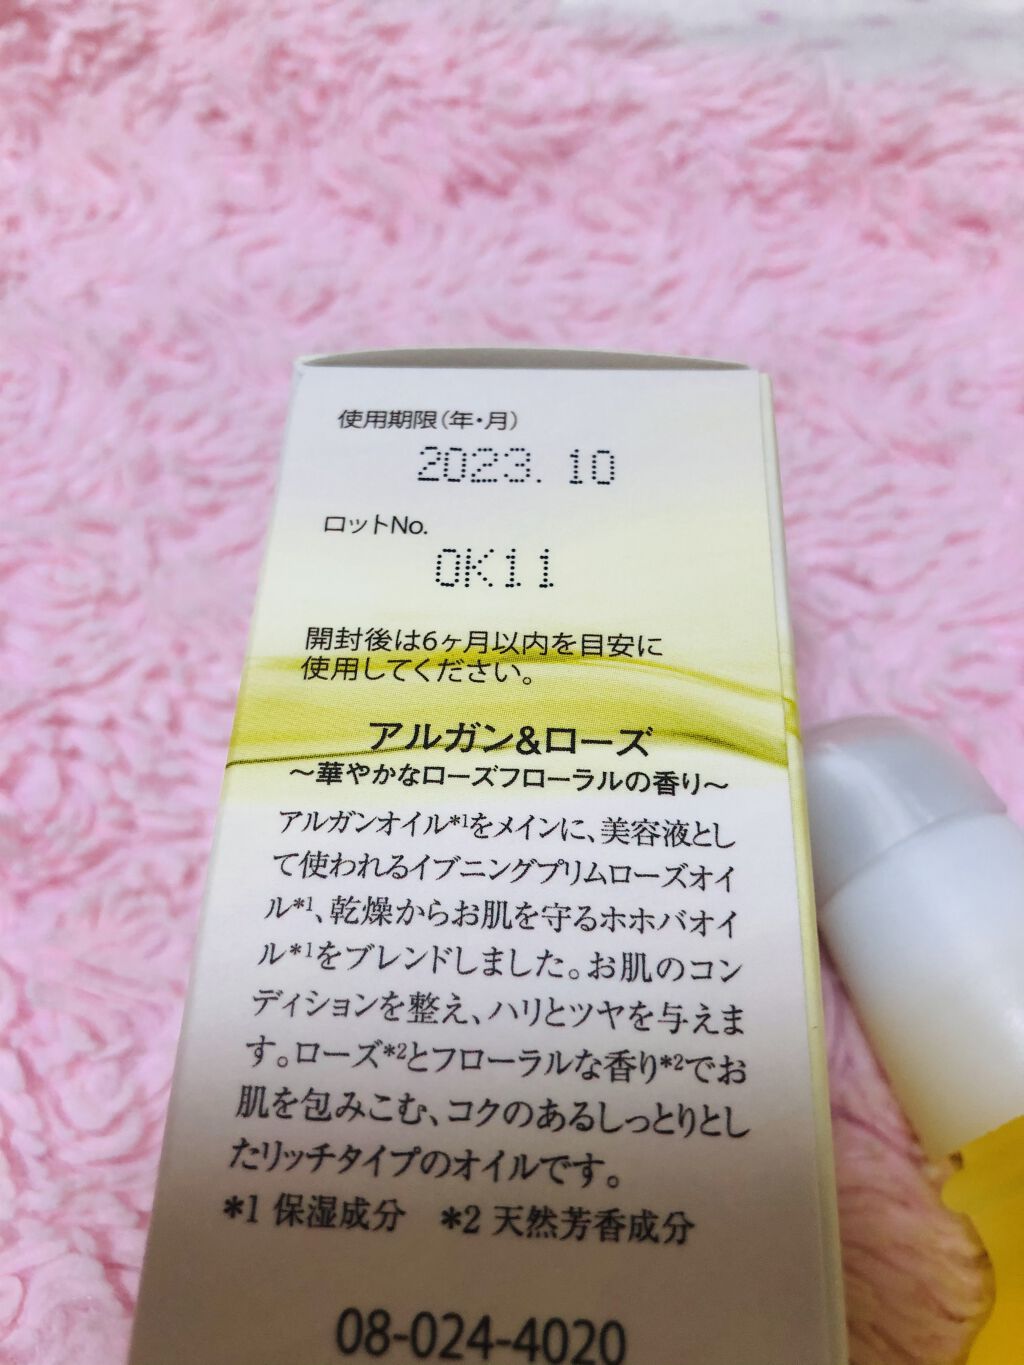 使用期限(年・月)
2023.10
ロットNo.
OK11
開封後は6ヶ月以内を目安に
使用してください。
アルガン&ローズ
～華やかなローズフローラルの香り～
アルガンオイル*1をメインに、美容液とし
て使われるイブニングプリムローズオイ
ル*1、乾燥からお肌を守るホホバオイ
ル*1をブレンドしました。お肌のコン
ディションを整え、ハリとツヤを与えま
す。ローズ*2とフローラルな香り*2でお
肌を包みこむ、コクのあるしっとりとし
たリッチタイプのオイルです。
*1 保湿成分 *2 天然芳香成分
08-024-4020